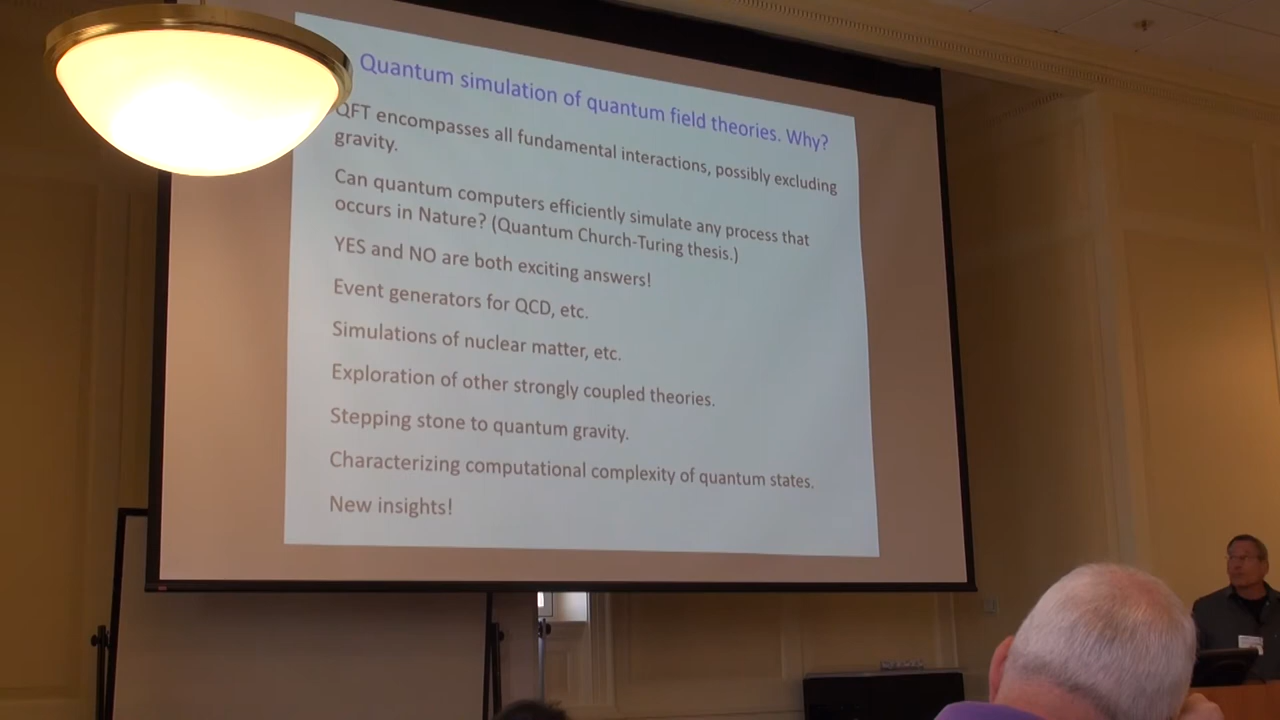 Quantum simulation of quantum field theories. Why?
QFT encompasses all fundamental interactions, possibly excluding
gravity.
Can quantum computers efficiently simulate any process that
occurs in Nature? (Quantum Church-Turing thesis.)
YES and NO are both exciting answers!
Event generators for QCD, etc.
Simulations of nuclear matter, etc.
Exploration of other strongly coupled theories.
Stepping stone to quantum gravity.
Characterizing computational complexity of quantum states.
New insights!